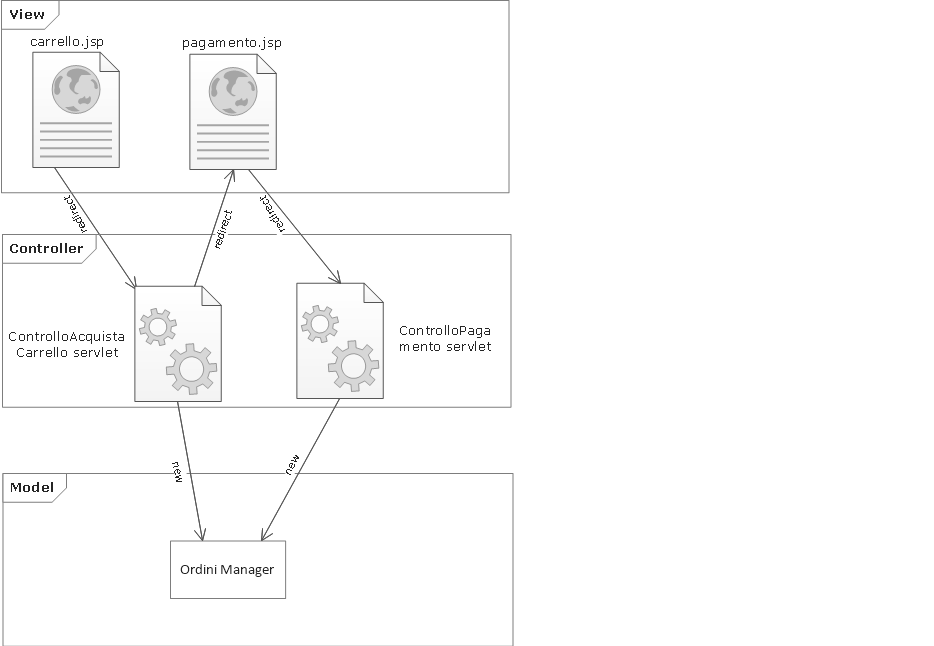 View
carrello.jsp
pagamento.jsp
redirect
redirect
redirect
Controller
ControlloAcquista
Carrello servlet
ControlloPaga
mento servlet
new
new
Model
Ordini Manager